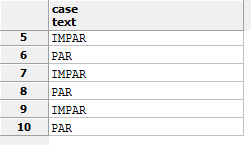 case
text
5 IMPAR
6 PAR
7 IMPAR
8 PAR
9 IMPAR
10 PAR